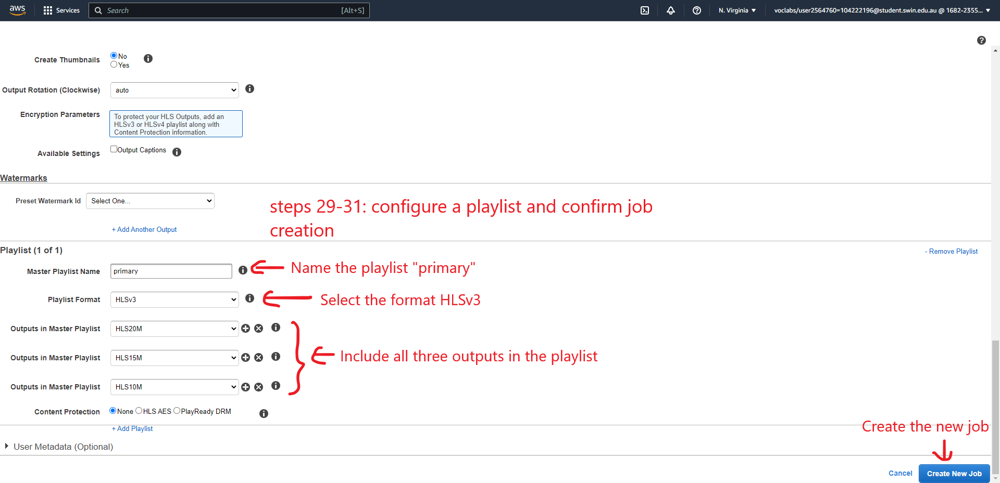 aws
Services
Search
[Alt+S]
N. Virginia
voclabs/user2564760=104222196@student.swin.edu.au @ 1682-2355...
Create Thumbnails
No
Yes
Output Rotation (Clockwise)
auto
Encryption Parameters
To protect your HLS Outputs, add an
HLSv3 or HLSv4 playlist along with
Content Protection information.
Available Settings
Output Captions
Watermarks
Preset Watermark Id
Select One...
steps 29-31: configure a playlist and confirm job
creation
+ Add Another Output
Playlist (1 of 1)
- Remove Playlist
Master Playlist Name
primary
Name the playlist "primary"
Playlist Format
HLSv3
Select the format HLSv3
Outputs in Master Playlist
HLS20M
Outputs in Master Playlist
HLS15M
Include all three outputs in the playlist
Outputs in Master Playlist
HLS10M
Content Protection
None
HLS AES
PlayReady DRM
+ Add Playlist
Create the new job
User Metadata (Optional)
Cancel
Create New Job